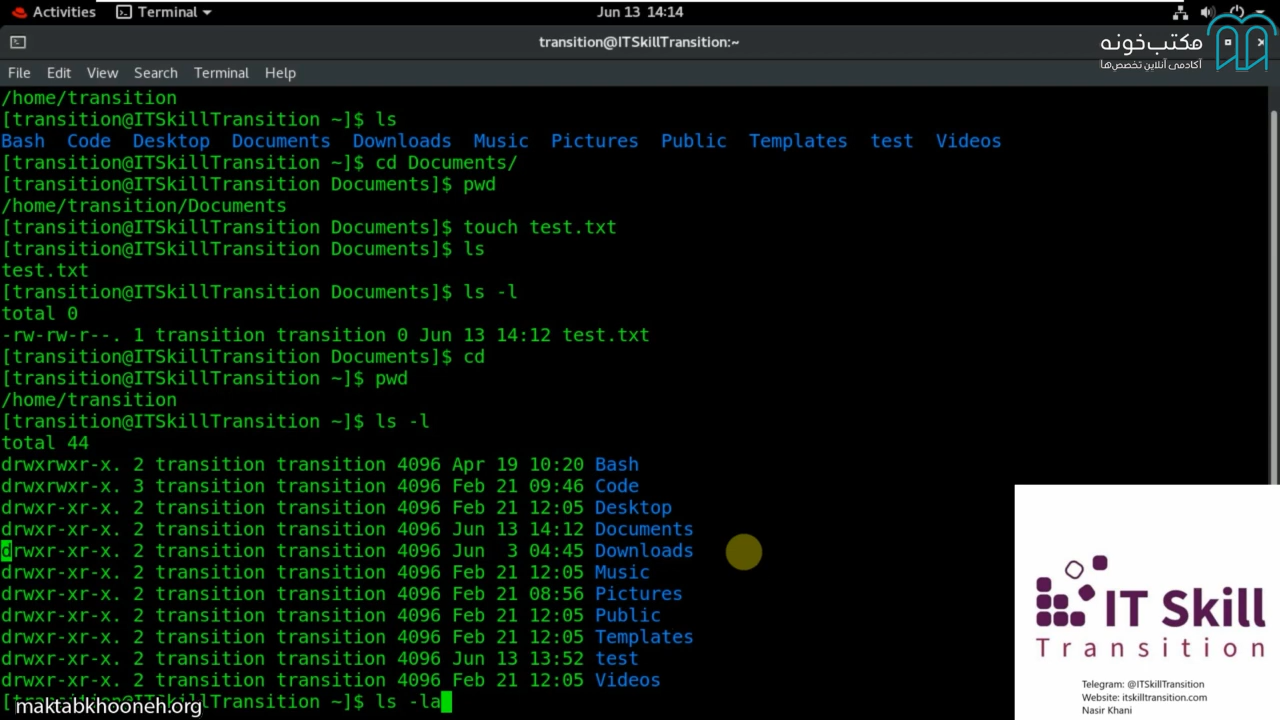 Activities Terminal Jun 13 14:14
transition@ITSkillTransition:~
مکتب‌خونه
آکادمی آنلاین تخصص‌ها
File Edit View Search Terminal Help
/home/transition
[transition@ITSkillTransition ~]$ ls
Bash Code Desktop Documents Downloads Music Pictures Public Templates test Videos
[transition@ITSkillTransition ~]$ cd Documents/
[transition@ITSkillTransition Documents]$ pwd
/home/transition/Documents
[transition@ITSkillTransition Documents]$ touch test.txt
[transition@ITSkillTransition Documents]$ ls
test.txt
[transition@ITSkillTransition Documents]$ ls -l
total 0
-rw-rw-r--. 1 transition transition 0 Jun 13 14:12 test.txt
[transition@ITSkillTransition Documents]$ cd
[transition@ITSkillTransition ~]$ pwd
/home/transition
[transition@ITSkillTransition ~]$ ls -l
total 44
drwxrwxr-x. 2 transition transition 4096 Apr 19 10:20 Bash
drwxrwxr-x. 3 transition transition 4096 Feb 21 09:46 Code
drwxr-xr-x. 2 transition transition 4096 Feb 21 12:05 Desktop
drwxr-xr-x. 2 transition transition 4096 Jun 13 14:12 Documents
drwxr-xr-x. 2 transition transition 4096 Jun 3 04:45 Downloads
drwxr-xr-x. 2 transition transition 4096 Feb 21 12:05 Music
drwxr-xr-x. 2 transition transition 4096 Feb 21 08:56 Pictures
drwxr-xr-x. 2 transition transition 4096 Feb 21 12:05 Public
drwxr-xr-x. 2 transition transition 4096 Feb 21 12:05 Templates
drwxr-xr-x. 2 transition transition 4096 Jun 13 13:52 test
drwxr-xr-x. 2 transition transition 4096 Feb 21 12:05 Videos
[transition@ITSkillTransition ~]$ ls -la
maktabkhooneh.org
IT Skill
Transition
Telegram: @ITSkillTransition
Website: itskilltransition.com
Nasir Khani